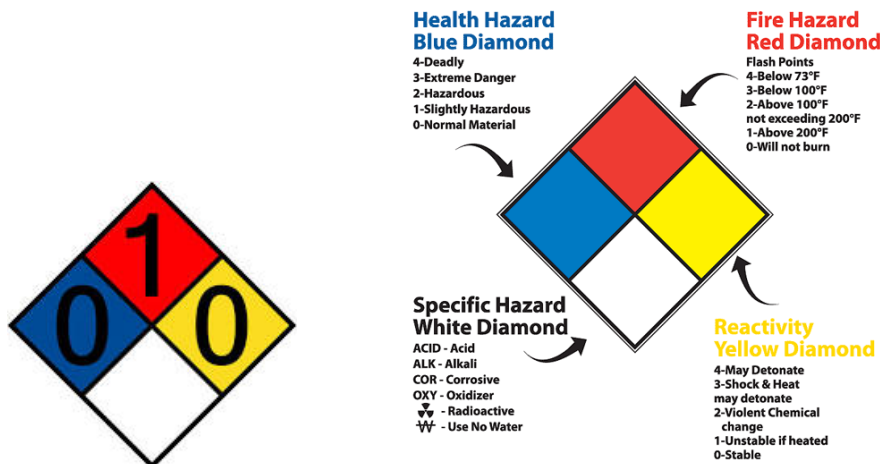 1
0 0
Health Hazard
Blue Diamond
4-Deadly
3-Extreme Danger
2-Hazardous
1-Slightly Hazardous
0-Normal Material
Fire Hazard
Red Diamond
Flash Points
4-Below 73°F
3-Below 100°F
2-Above 100°F
not exceeding 200°F
1-Above 200°F
0-Will not burn
Specific Hazard
White Diamond
ACID - Acid
ALK - Alkali
COR - Corrosive
OXY - Oxidizer
☢ - Radioactive
W̶ - Use No Water
Reactivity
Yellow Diamond
4-May Detonate
3-Shock & Heat
may detonate
2-Violent Chemical
change
1-Unstable if heated
0-Stable